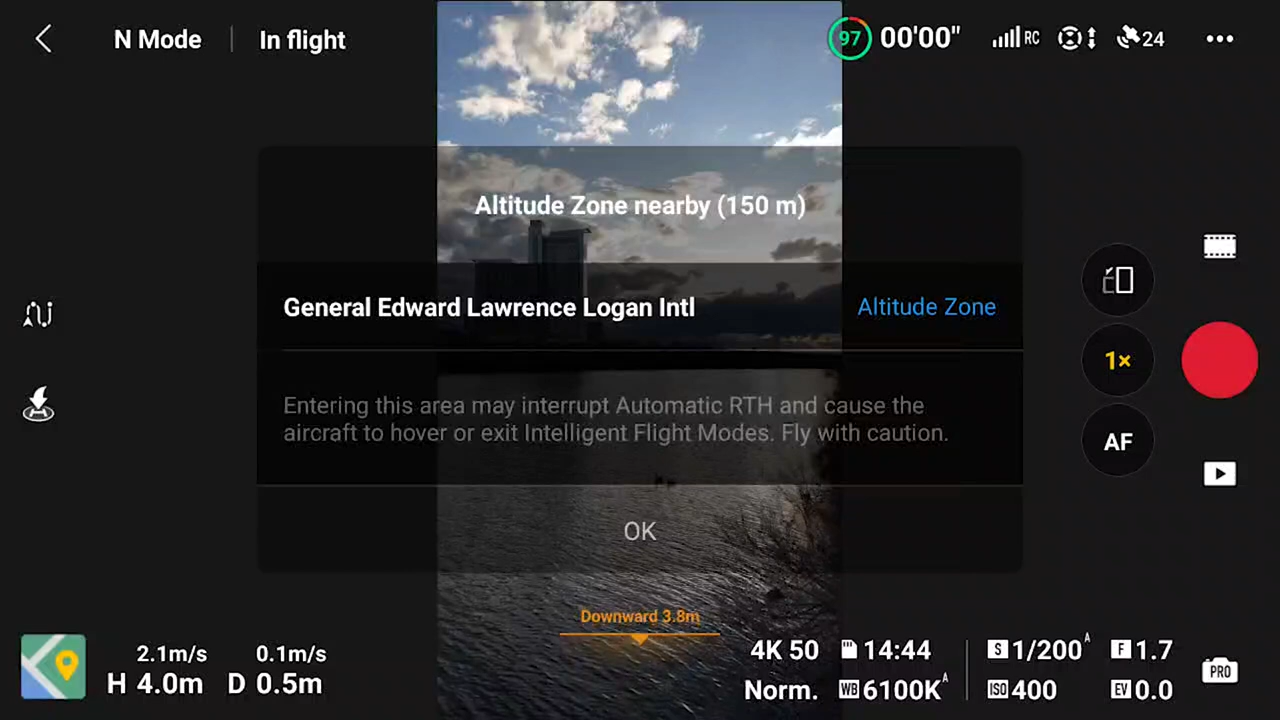 N Mode | In flight
97 00'00" RC 24
Altitude Zone nearby (150 m)
General Edward Lawrence Logan Intl Altitude Zone
Entering this area may interrupt Automatic RTH and cause the
aircraft to hover or exit Intelligent Flight Modes. Fly with caution.
OK
1×
AF
Downward 3.8m
2.1m/s 0.1m/s
H 4.0m D 0.5m
4K 50 14:44 S 1/200 A F 1.7
Norm. WB 6100K A ISO 400 EV 0.0
PRO